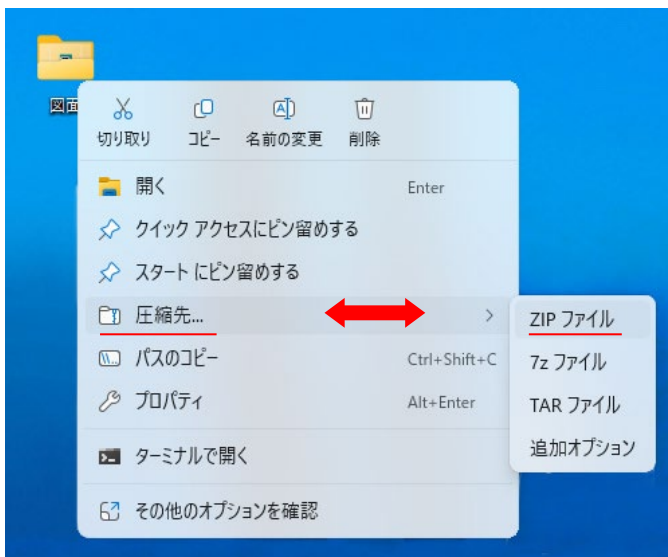 図面
切り取り コピー 名前の変更 削除
開く Enter
クイック アクセスにピン留めする
スタート にピン留めする
圧縮先...
パスのコピー Ctrl+Shift+C
プロパティ Alt+Enter
ターミナルで開く
その他のオプションを確認
ZIP ファイル
7z ファイル
TAR ファイル
追加オプション